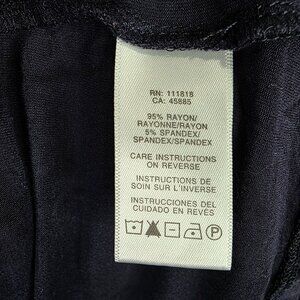 RN: 111818
CA: 45885
95% RAYON/
RAYONNE/RAYON
5% SPANDEX/
SPANDEX/SPANDEX
CARE INSTRUCTIONS
ON REVERSE
INSTRUCTIONS DE
SOIN SUR L'INVERSE
INSTRUCCIONES DEL
CUIDADO EN REVÉS
P